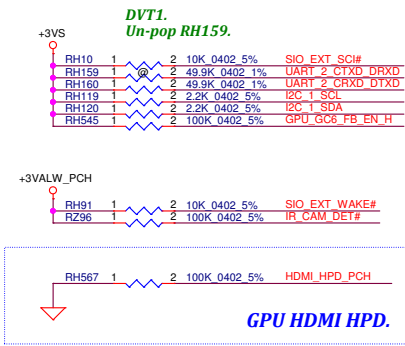 DVT1.
Un-pop RH159.
+3VS
RH10 1 2 10K_0402_5% SIO_EXT_SCI#
RH159 1 @ 2 49.9K_0402_1% UART_2_CTXD_DRXD
RH160 1 2 49.9K_0402_1% UART_2_CRXD_DTXD
RH119 1 2 2.2K_0402_5% I2C_1_SCL
RH120 1 2 2.2K_0402_5% I2C_1_SDA
RH545 1 2 100K_0402_5% GPU_GC6_FB_EN_H
+3VALW_PCH
RH91 1 2 10K_0402_5% SIO_EXT_WAKE#
RZ96 1 2 100K_0402_5% IR_CAM_DET#
RH567 1 2 100K_0402_5% HDMI_HPD_PCH
GPU HDMI HPD.